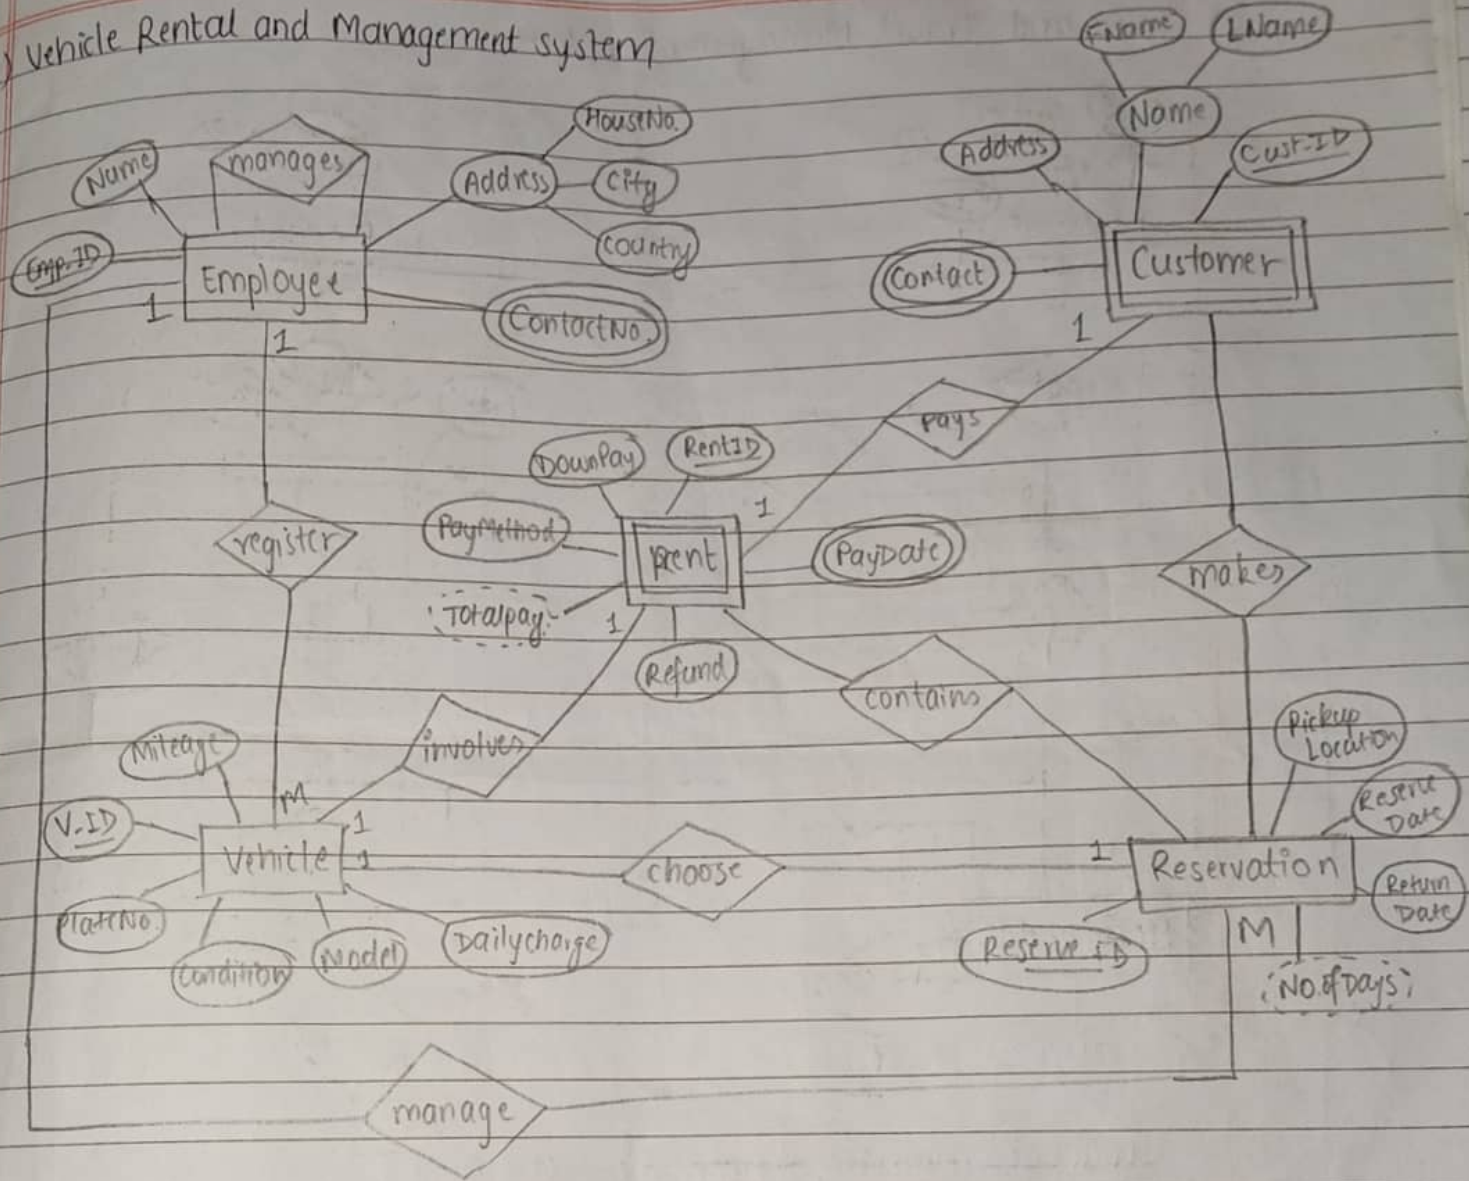 Vehicle Rental and Management system
FName
LName
Name
Address
Cust-ID
Contact
Customer
1
HouseNo.
manages
Name
Address
City
Country
Emp.ID
Employee
ContactNo.
1
1
pays
DownPay
RentID
1
PayMethod
Rent
PayDate
register
makes
Totalpay
1
Refund
contains
involves
Pickup
Location
Mileage
Reserve
Date
M
V-ID
1
Vehicle
1
choose
1
Reservation
Return
Date
PlateNo.
Condition
Model
Dailycharge
Reserve ID
M
No.of Days
manage